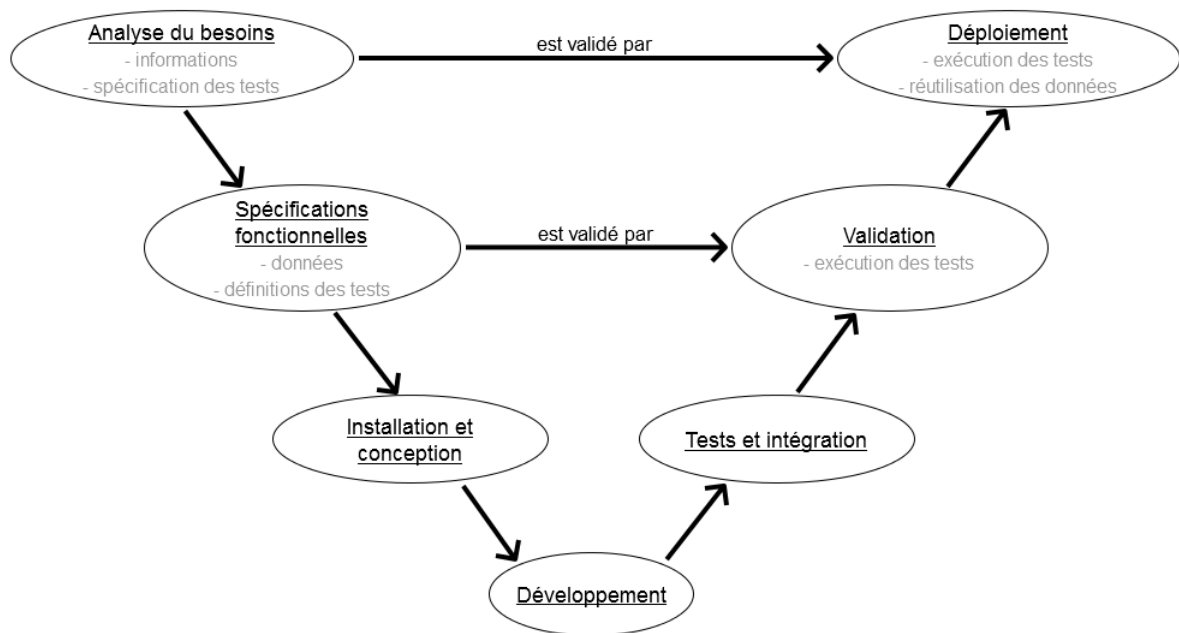 Analyse du besoins
- informations
- spécification des tests
est validé par
Déploiement
- exécution des tests
- réutilisation des données
Spécifications
fonctionnelles
- données
- définitions des tests
est validé par
Validation
- exécution des tests
Installation et
conception
Tests et intégration
Développement